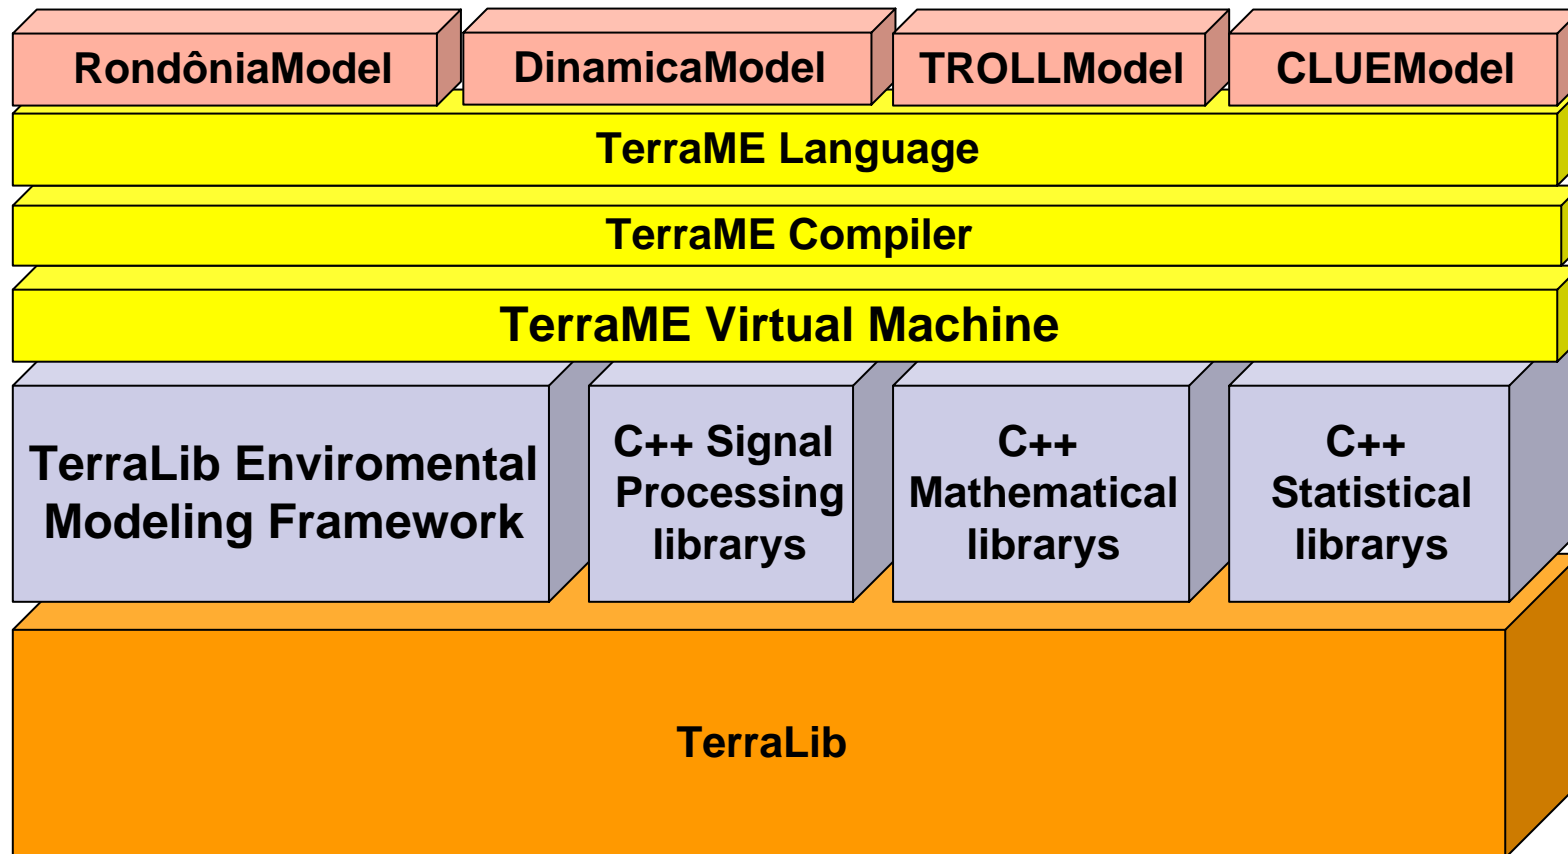 RondôniaModel
DinamicaModel
TROLLModel
CLUEModel
TerraME Language
TerraME Compiler
TerraME Virtual Machine
TerraLib Enviromental
Modeling Framework
C++ Signal
Processing
librarys
C++
Mathematical
librarys
C++
Statistical
librarys
TerraLib